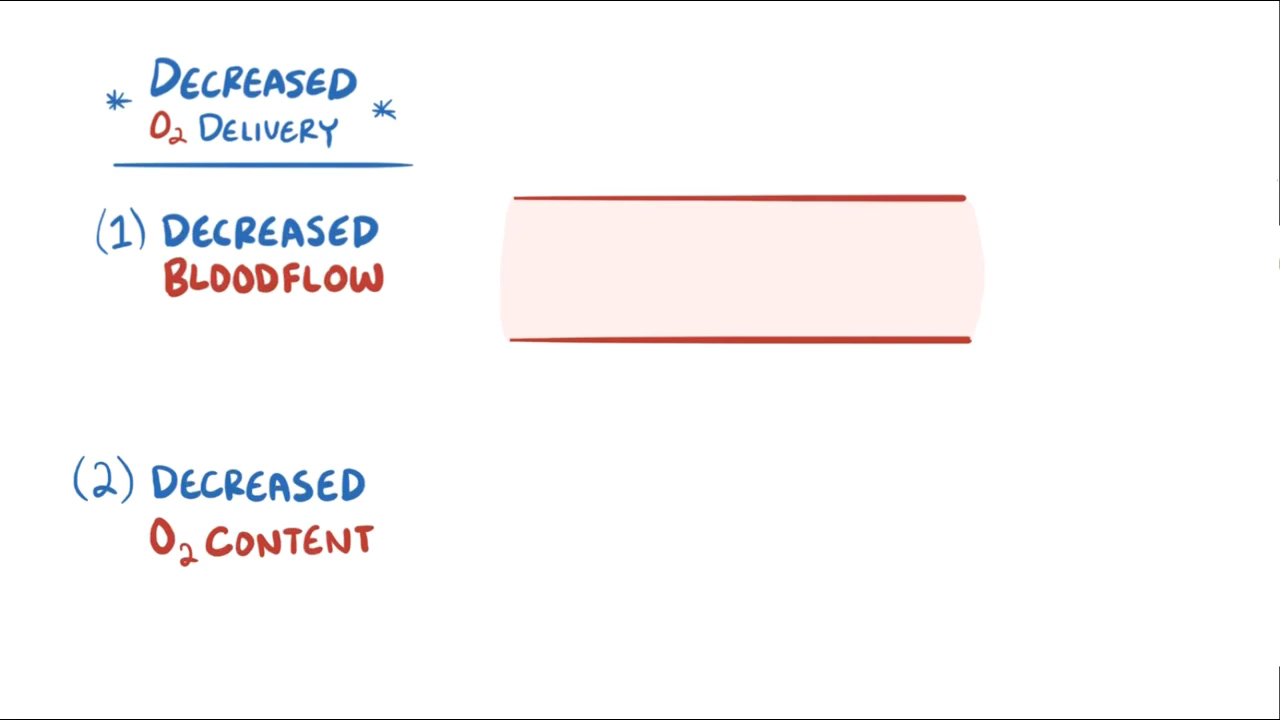 * DECREASED *
O₂ DELIVERY
(1) DECREASED
BLOODFLOW
(2) DECREASED
O₂ CONTENT